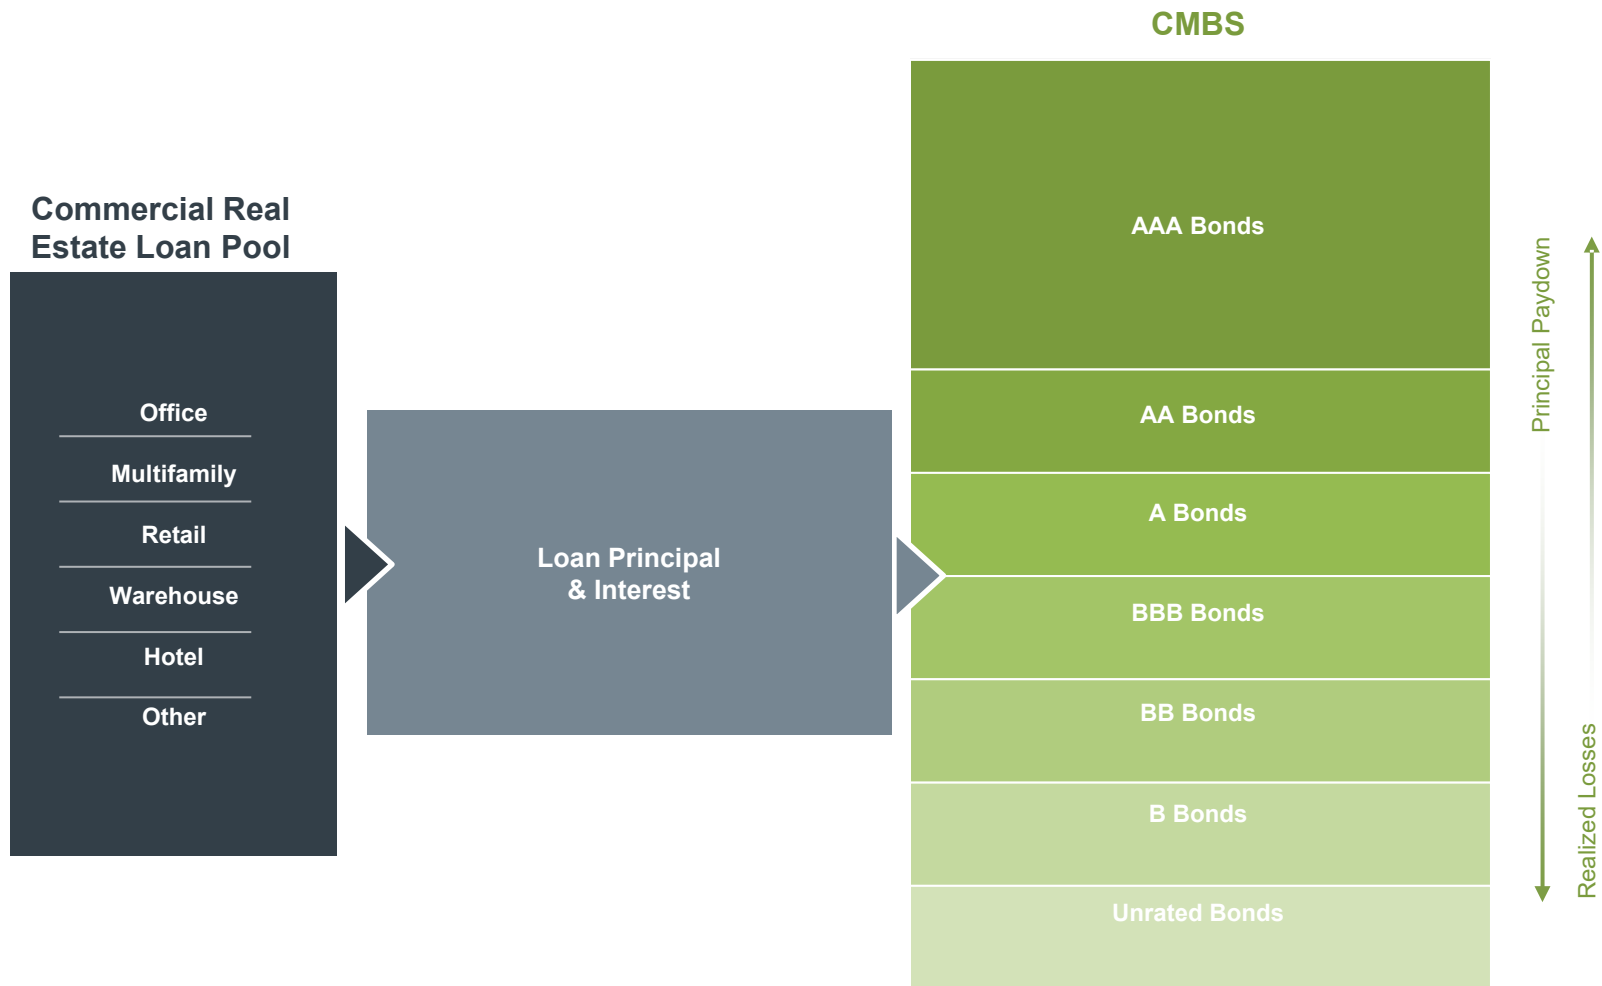 CMBS
Commercial Real
Estate Loan Pool
Office
Multifamily
Retail
Warehouse
Hotel
Other
Loan Principal
& Interest
AAA Bonds
AA Bonds
A Bonds
BBB Bonds
BB Bonds
B Bonds
Unrated Bonds
Principal Paydown
Realized Losses